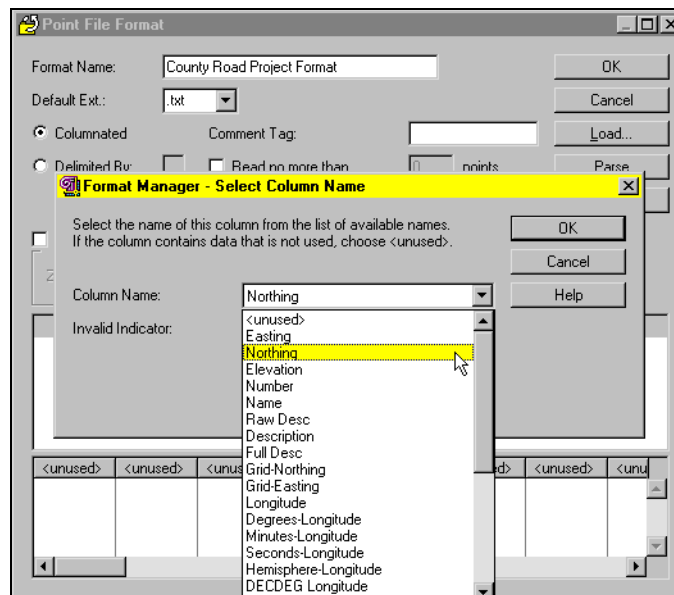 Point File Format
Format Name: County Road Project Format OK
Default Ext.: .txt Cancel
Columnated Comment Tag: Load...
Delimited By: Read no more than 0 points Parse
Format Manager - Select Column Name
Select the name of this column from the list of available names.
If the column contains data that is not used, choose <unused>.
OK
Cancel
Help
Column Name: Northing
Invalid Indicator:
<unused>
Easting
Northing
Elevation
Number
Name
Raw Desc
Description
Full Desc
Grid-Northing
Grid-Easting
Longitude
Degrees-Longitude
Minutes-Longitude
Seconds-Longitude
Hemisphere-Longitude
DECDEG Longitude
<unused> <unused> <unus d> <unused> <unu